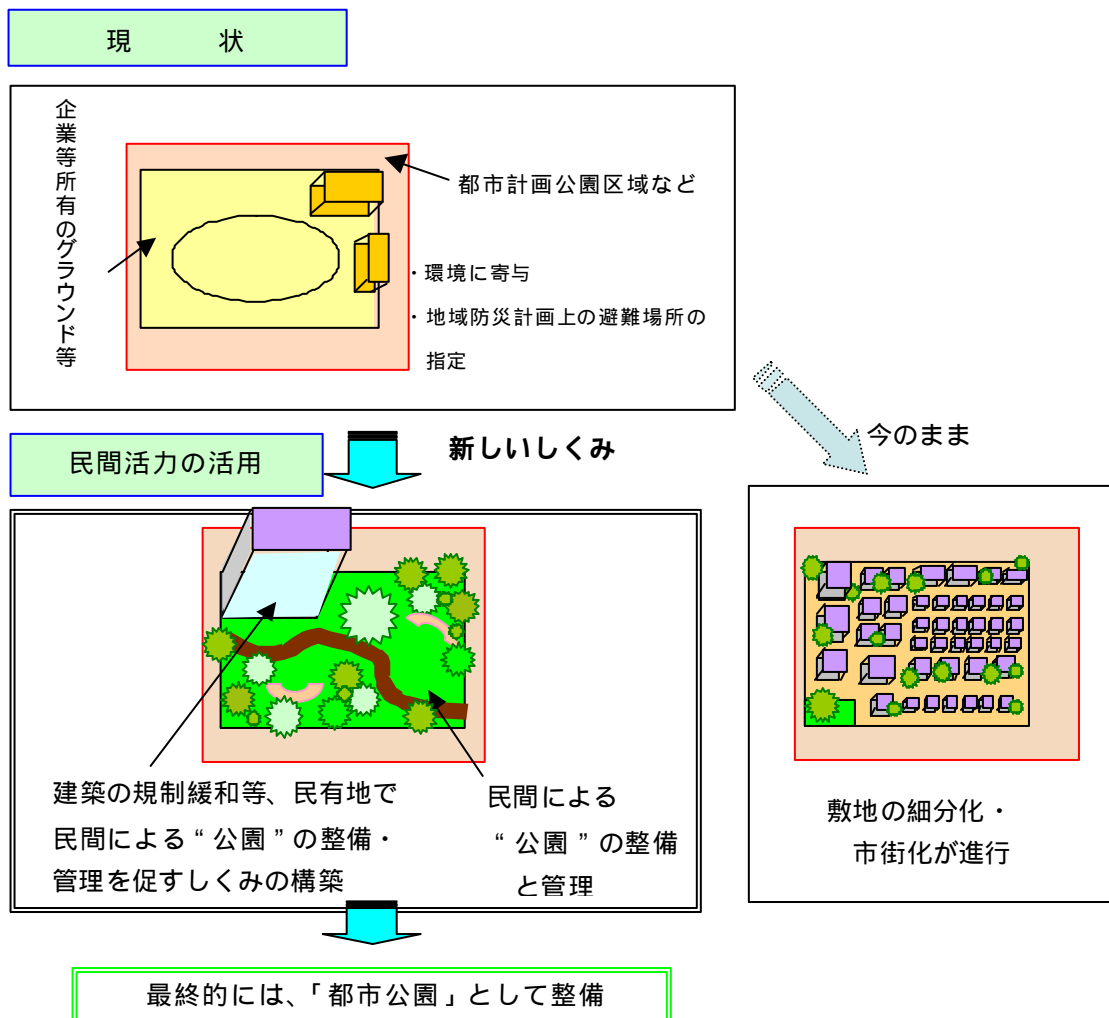 現　　状
企業等所有のグラウンド等
都市計画公園区域など
・環境に寄与
・地域防災計画上の避難場所の
指定
新しいしくみ
今のまま
民間活力の活用
建築の規制緩和等、民有地で
民間による“公園”の整備・
管理を促すしくみの構築
民間による
“公園”の整備
と管理
敷地の細分化・
市街化が進行
最終的には、「都市公園」として整備